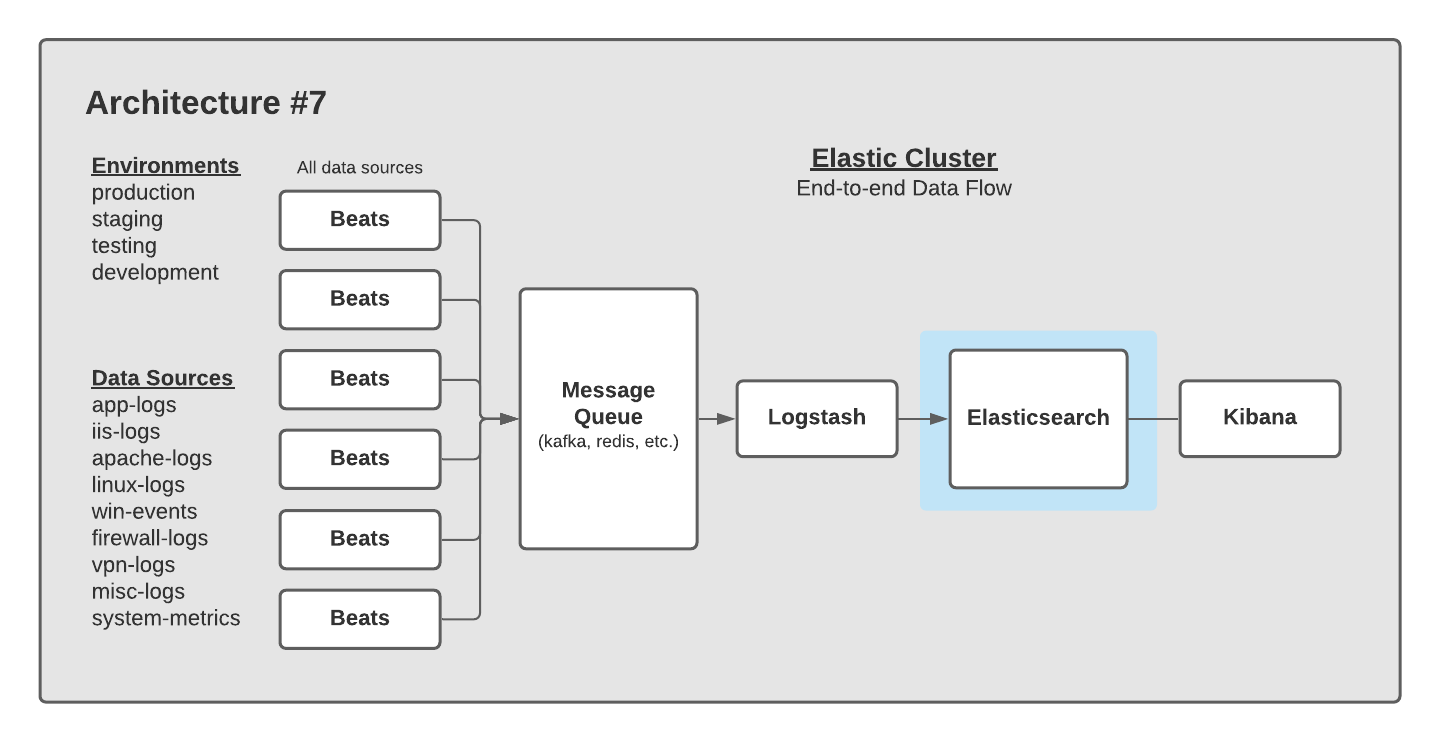 Architecture #7
Environments
production
staging
testing
development
Data Sources
app-logs
iis-logs
apache-logs
linux-logs
win-events
firewall-logs
vpn-logs
misc-logs
system-metrics
All data sources
Beats
Beats
Beats
Beats
Beats
Beats
Elastic Cluster
End-to-end Data Flow
Message
Queue
(kafka, redis, etc.)
Logstash
Elasticsearch
Kibana